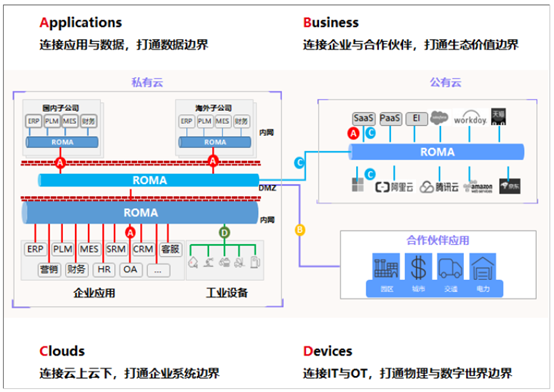 Applications
连接应用与数据，打通数据边界
Business
连接企业与合作伙伴，打通生态价值边界
私有云
公有云
国内子公司
海外子公司
ERP PLM MES 财务
ERP PLM MES 财务
ROMA
ROMA
内网
A
A
SaaS PaaS EI workday 天猫
A
C
ROMA
C
C
阿里云 腾讯云 amazon 京东
ROMA
DMZ
ROMA
内网
A
D
B
ERP PLM MES SRM CRM 客服
营销 财务 HR OA ...
企业应用
工业设备
合作伙伴应用
园区 城市 交通 电力
Clouds
连接云上云下，打通企业系统边界
Devices
连接IT与OT，打通物理与数字世界边界